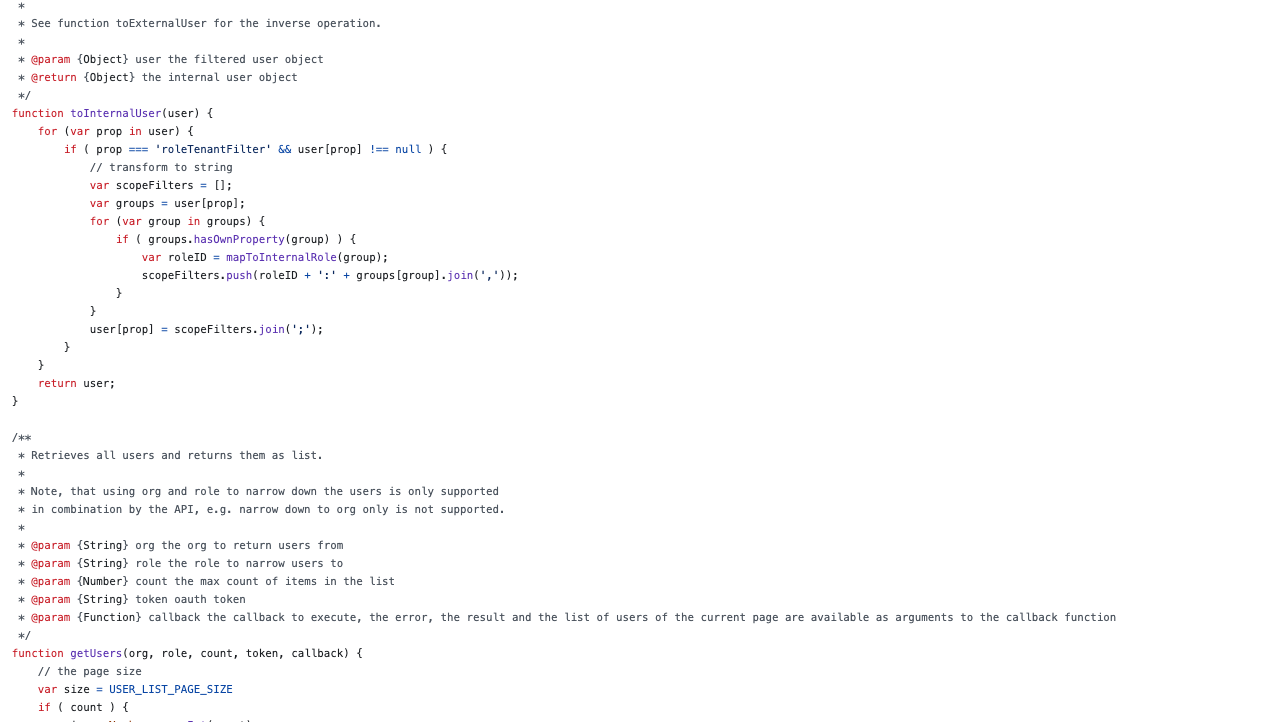 *
* See function toExternalUser for the inverse operation.
*
* @param {Object} user the filtered user object
* @return {Object} the internal user object
*/
function toInternalUser(user) {
for (var prop in user) {
if ( prop === 'roleTenantFilter' && user[prop] !== null ) {
// transform to string
var scopeFilters = [];
var groups = user[prop];
for (var group in groups) {
if ( groups.hasOwnProperty(group) ) {
var roleID = mapToInternalRole(group);
scopeFilters.push(roleID + ':' + groups[group].join(','));
}
}
user[prop] = scopeFilters.join(';');
}
}
return user;
}
/**
* Retrieves all users and returns them as list.
*
* Note, that using org and role to narrow down the users is only supported
* in combination by the API, e.g. narrow down to org only is not supported.
*
* @param {String} org the org to return users from
* @param {String} role the role to narrow users to
* @param {Number} count the max count of items in the list
* @param {String} token oauth token
* @param {Function} callback the callback to execute, the error, the result and the list of users of the current page are available as arguments to the callback function
*/
function getUsers(org, role, count, token, callback) {
// the page size
var size = USER_LIST_PAGE_SIZE
if ( count ) {